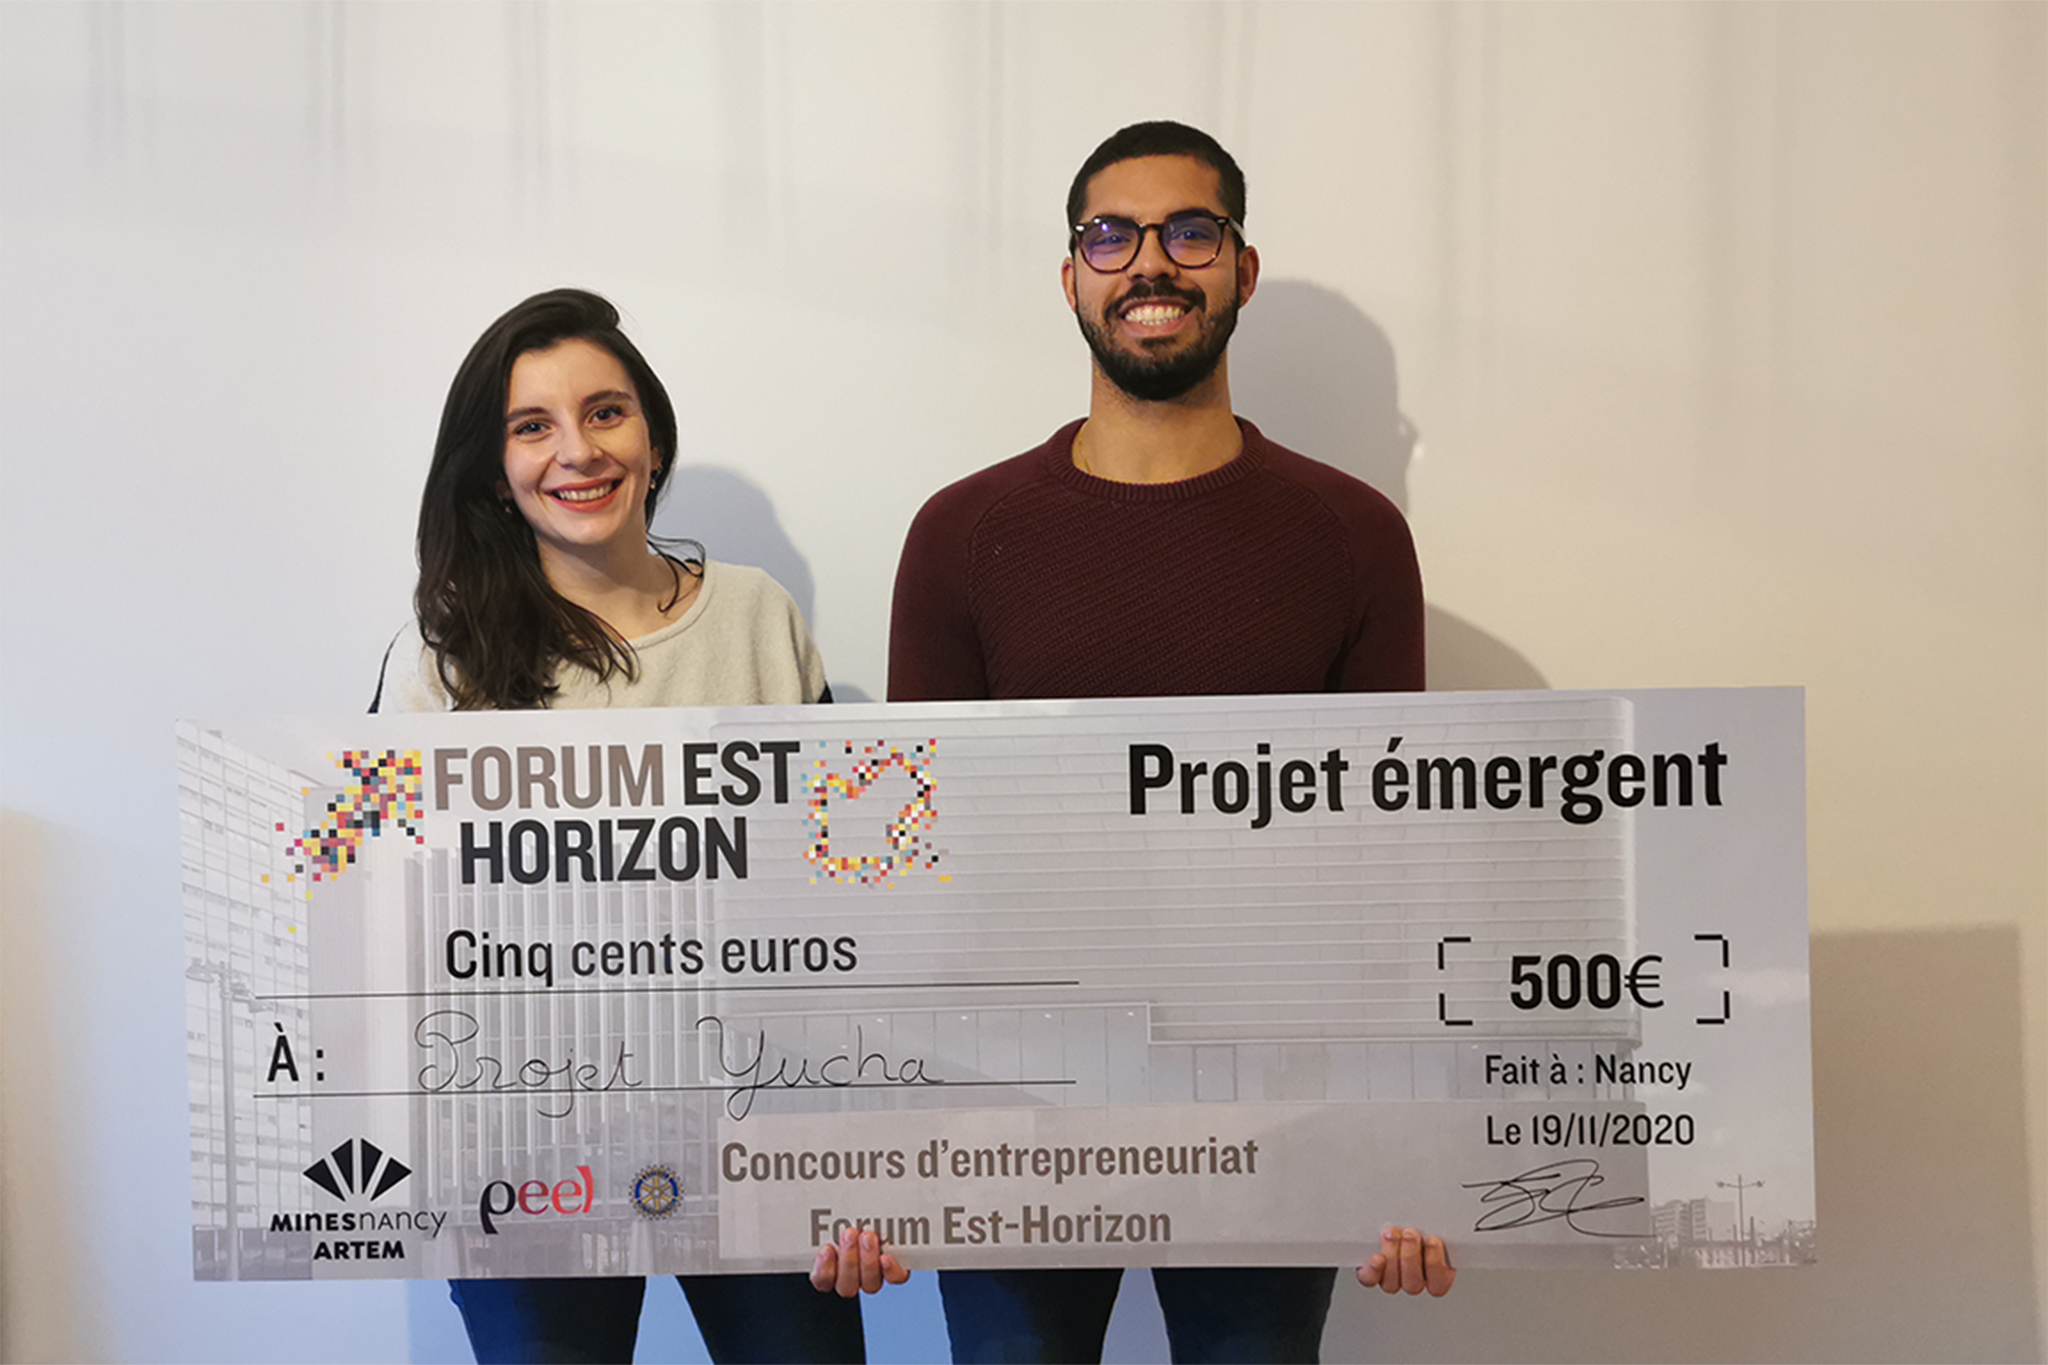 FORUM EST
HORIZON
Projet émergent
Cinq cents euros
500€
À : Projet Yucha
Fait à : Nancy
Le 19/11/2020
MINESNANCY
ARTEM
peel
Concours d'entrepreneuriat
Forum Est-Horizon